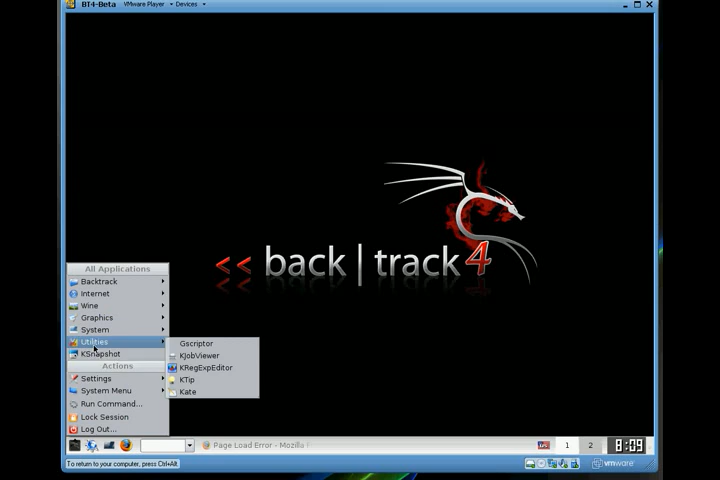 BT4-Beta VMware Player Devices
<< back | track 4
All Applications
Backtrack
Internet
Wine
Graphics
System
Utilities
KSnapshot
Gscriptor
KJobViewer
KRegExpEditor
KTip
Kate
Actions
Settings
System Menu
Run Command...
Lock Session
Log Out...
Page Load Error - Mozilla F
1 2 8:09
To return to your computer, press Ctrl+Alt
vmware